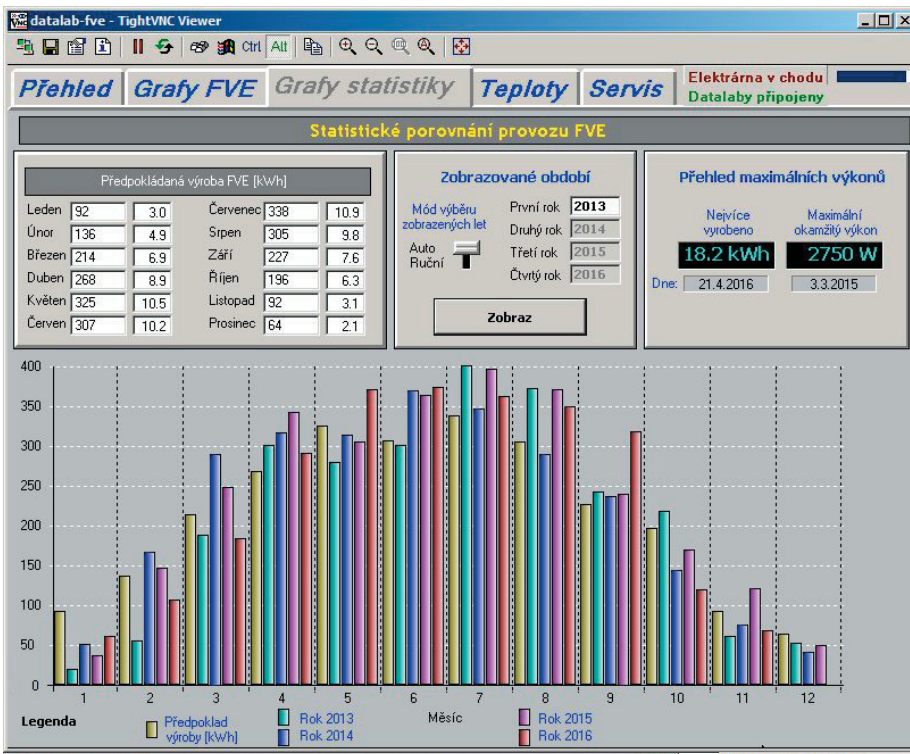 datalab-fve - TightVNC Viewer
Ctrl Alt
Přehled Grafy FVE Grafy statistiky Teploty Servis
Elektrárna v chodu
Datalaby připojeny
Statistické porovnání provozu FVE
Předpokládaná výroba FVE [kWh]
Leden 92 3.0 Červenec 338 10.9
Únor 136 4.9 Srpen 305 9.8
Březen 214 6.9 Září 227 7.6
Duben 268 8.9 Říjen 196 6.3
Květen 325 10.5 Listopad 92 3.1
Červen 307 10.2 Prosinec 64 2.1
Zobrazované období
Mód výběru
zobrazených let
Auto
Ruční
První rok 2013
Druhý rok 2014
Třetí rok 2015
Čtvrtý rok 2016
Zobraz
Přehled maximálních výkonů
Nejvíce
vyrobeno
Maximální
okamžitý výkon
18.2 kWh 2750 W
Dne: 21.4.2016 3.3.2015
400
350
300
250
200
150
100
50
0
1 2 3 4 5 6 7 8 9 10 11 12
Legenda
Předpoklad
výroby [kWh]
Rok 2013
Rok 2014
Měsíc
Rok 2015
Rok 2016